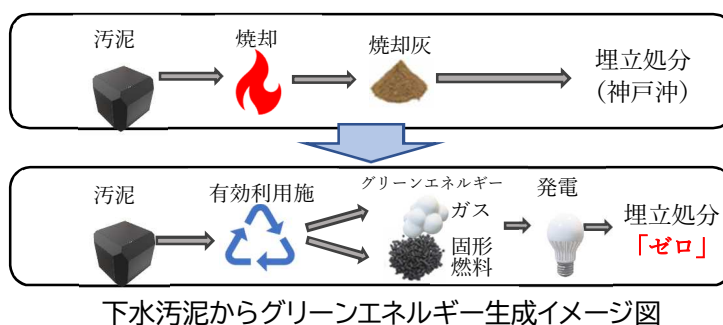 汚泥
焼却
焼却灰
埋立処分
（神戸沖）
汚泥
有効利用施
グリーンエネルギー
ガス
固形
燃料
発電
埋立処分
「ゼロ」
下水汚泥からグリーンエネルギー生成イメージ図